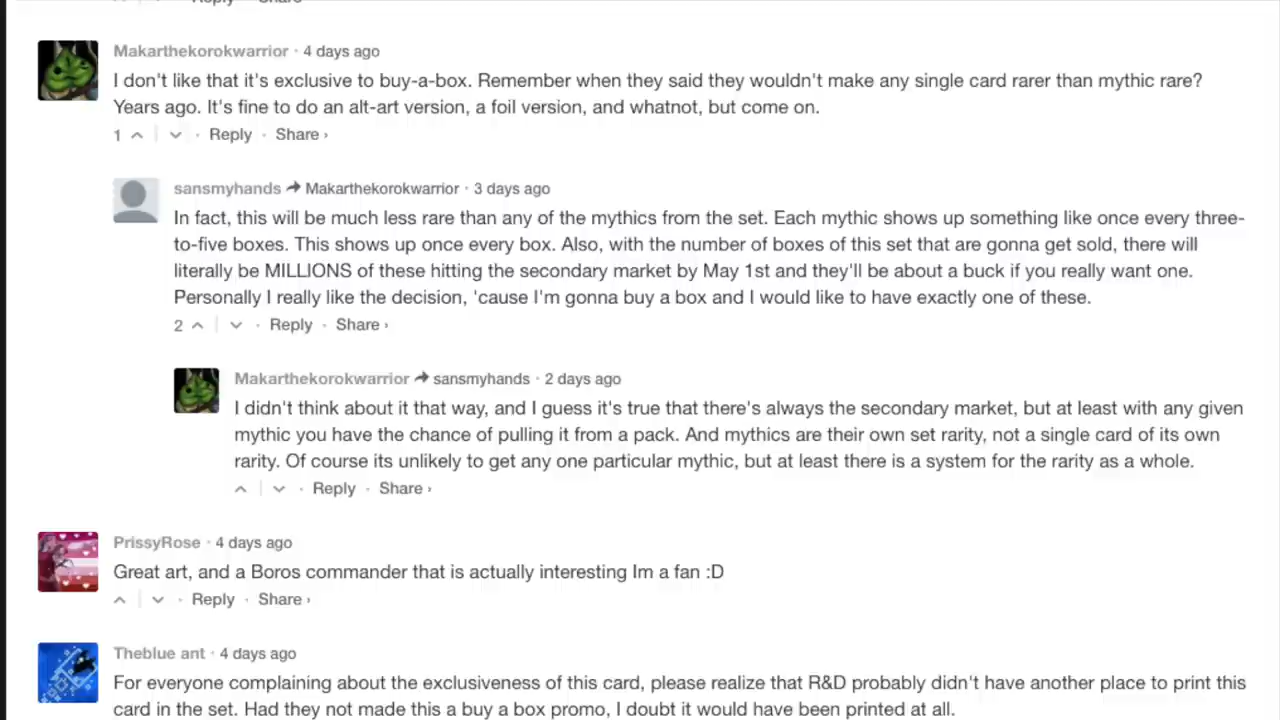 Reply Share ›
Makarthekorokwarrior · 4 days ago
I don't like that it's exclusive to buy-a-box. Remember when they said they wouldn't make any single card rarer than mythic rare?
Years ago. It's fine to do an alt-art version, a foil version, and whatnot, but come on.
1 · Reply · Share ›
sansmyhands Makarthekorokwarrior · 3 days ago
In fact, this will be much less rare than any of the mythics from the set. Each mythic shows up something like once every three-
to-five boxes. This shows up once every box. Also, with the number of boxes of this set that are gonna get sold, there will
literally be MILLIONS of these hitting the secondary market by May 1st and they'll be about a buck if you really want one.
Personally I really like the decision, 'cause I'm gonna buy a box and I would like to have exactly one of these.
2 · Reply · Share ›
Makarthekorokwarrior sansmyhands · 2 days ago
I didn't think about it that way, and I guess it's true that there's always the secondary market, but at least with any given
mythic you have the chance of pulling it from a pack. And mythics are their own set rarity, not a single card of its own
rarity. Of course its unlikely to get any one particular mythic, but at least there is a system for the rarity as a whole.
· Reply · Share ›
PrissyRose · 4 days ago
Great art, and a Boros commander that is actually interesting Im a fan :D
· Reply · Share ›
Theblue ant · 4 days ago
For everyone complaining about the exclusiveness of this card, please realize that R&D probably didn't have another place to print this
card in the set. Had they not made this a buy a box promo, I doubt it would have been printed at all.